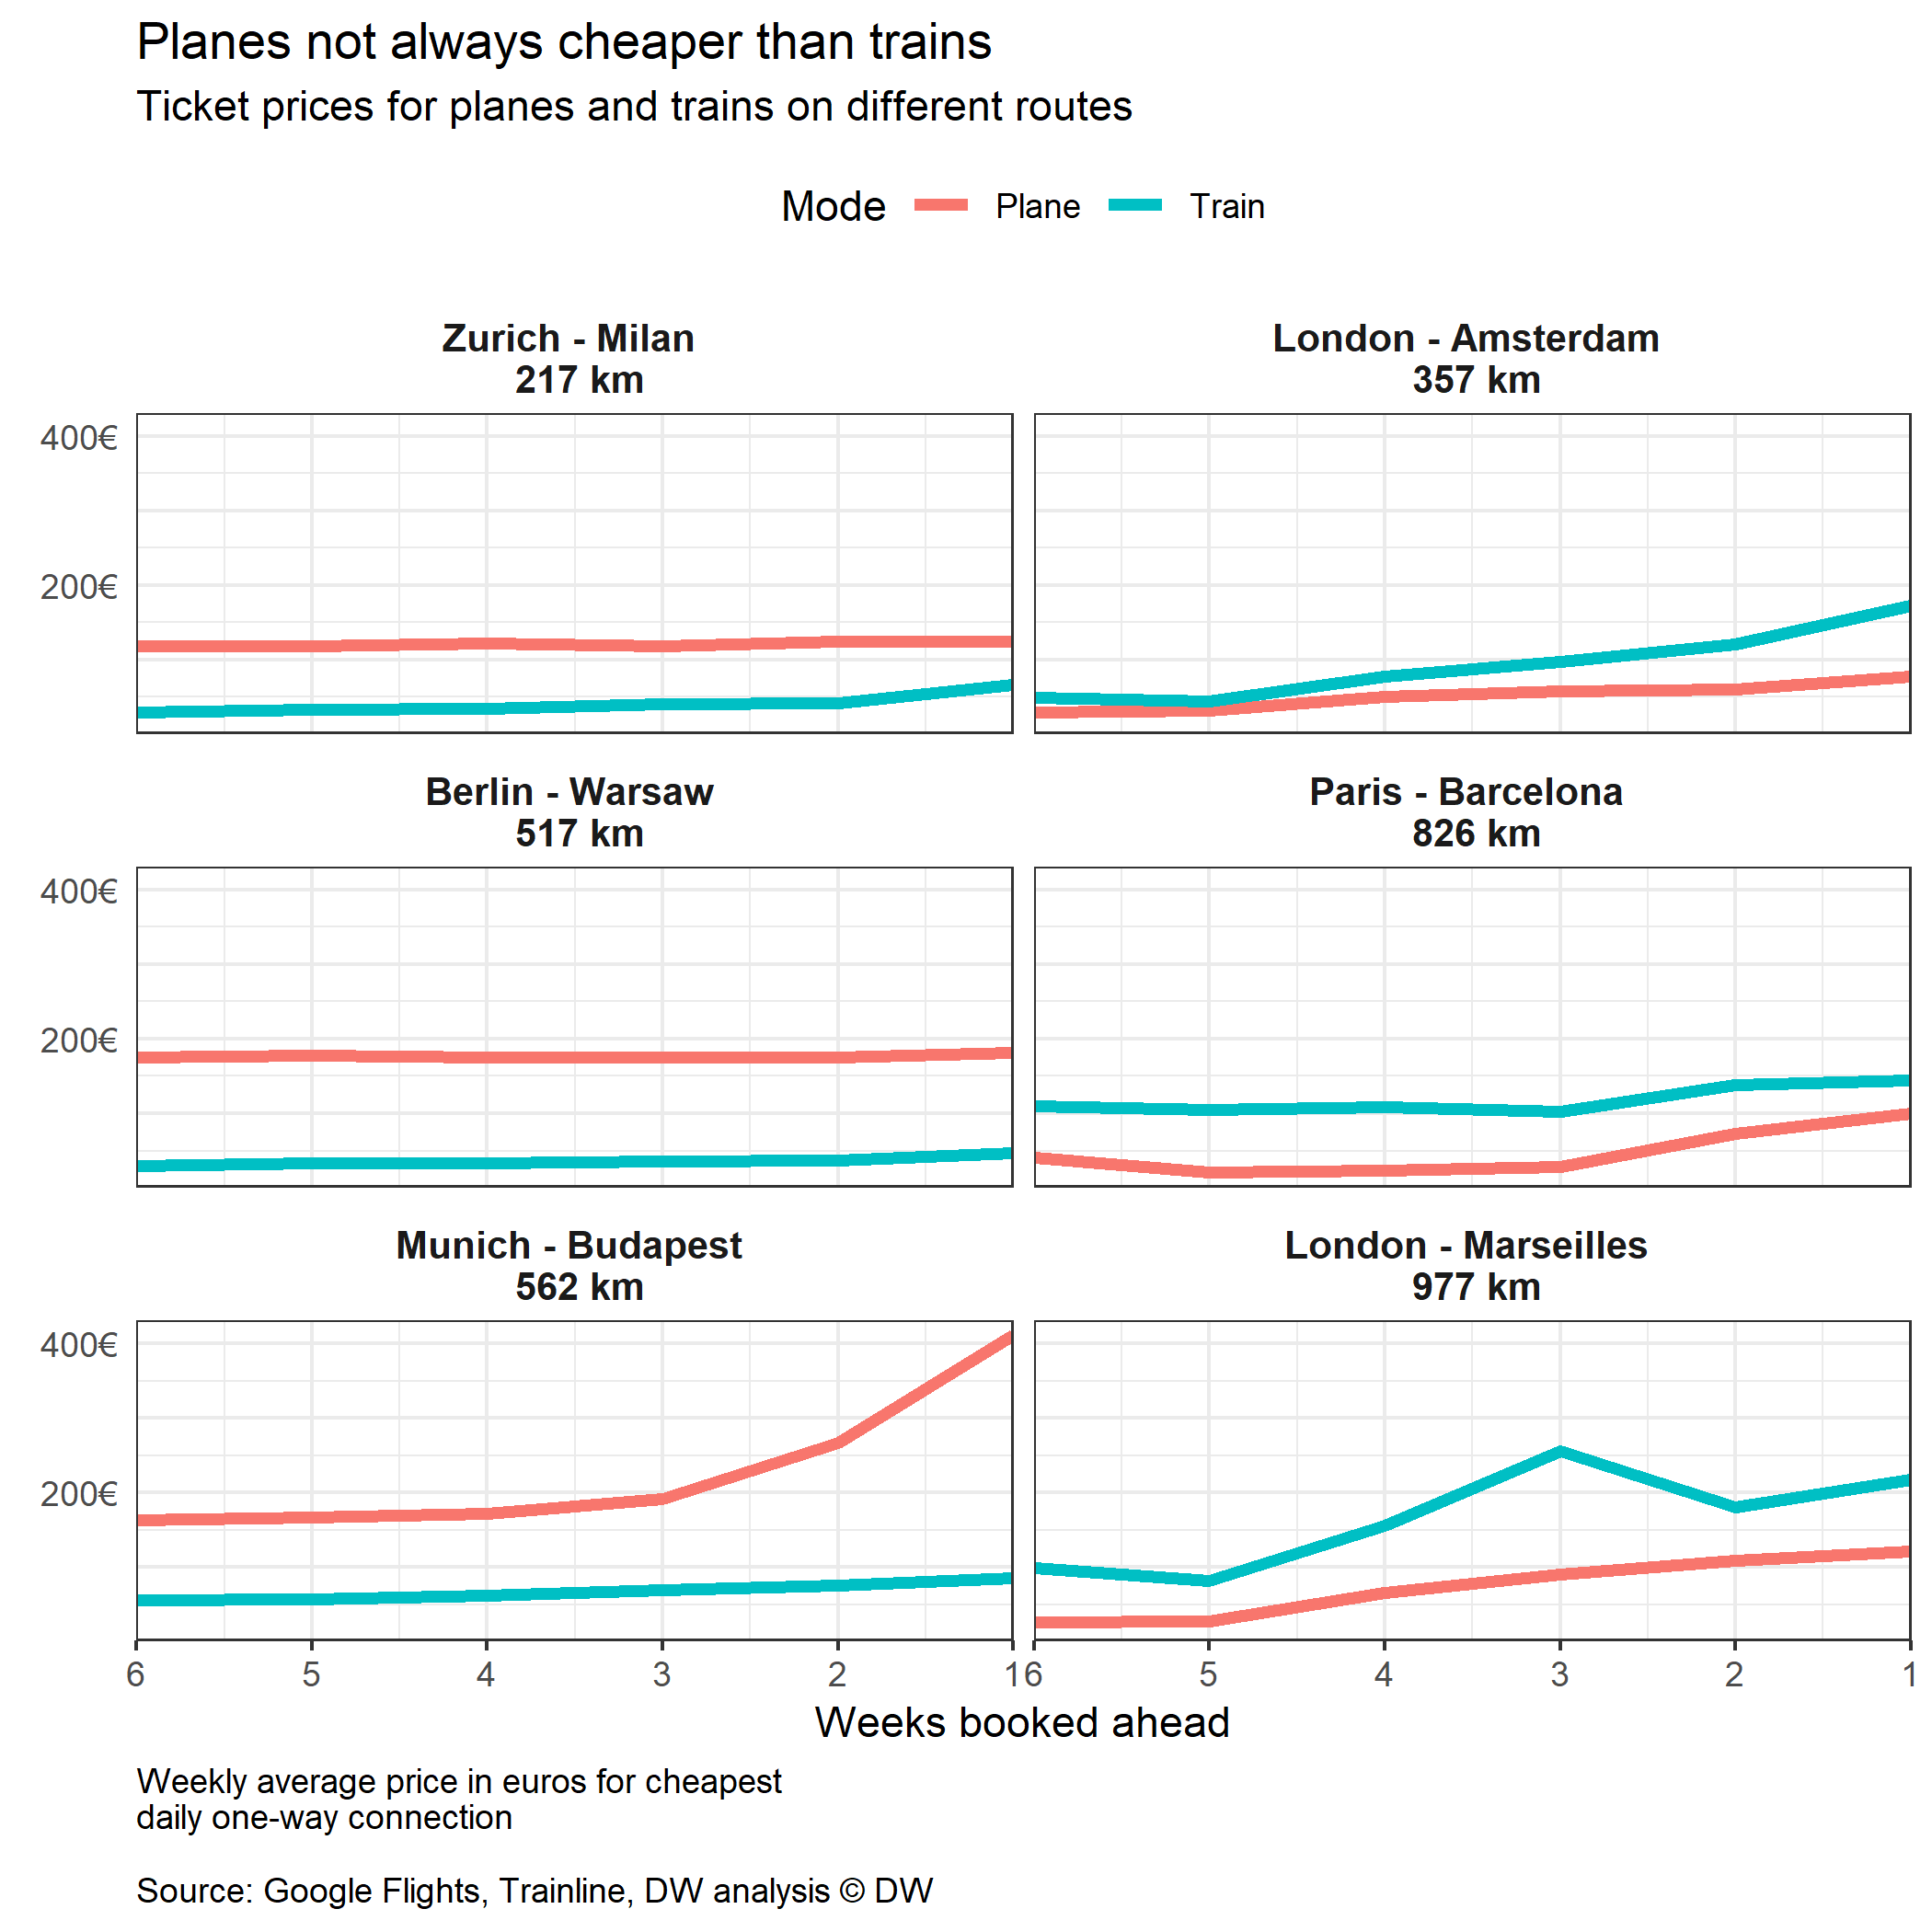 Planes not always cheaper than trains
Ticket prices for planes and trains on different routes
Mode Plane Train
Zurich - Milan
217 km
London - Amsterdam
357 km
400€
200€
Berlin - Warsaw
517 km
Paris - Barcelona
826 km
400€
200€
Munich - Budapest
562 km
London - Marseilles
977 km
400€
200€
6 5 4 3 2 1 6 5 4 3 2 1
Weeks booked ahead
Weekly average price in euros for cheapest
daily one-way connection
Source: Google Flights, Trainline, DW analysis © DW